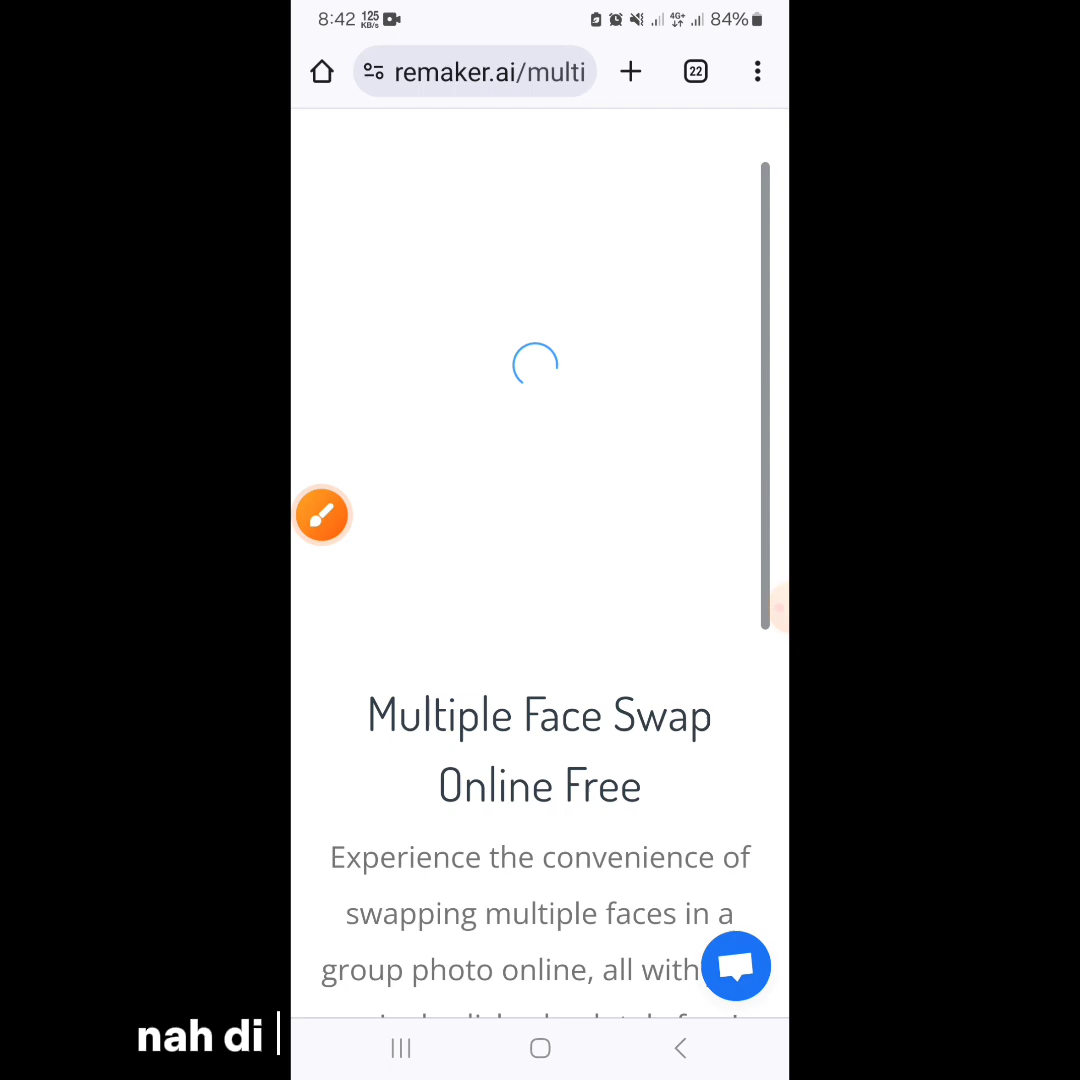 8:42 125 KB/s 4G+ 84%
remaker.ai/multi 22
Multiple Face Swap
Online Free
Experience the convenience of
swapping multiple faces in a
group photo online, all with
nah di